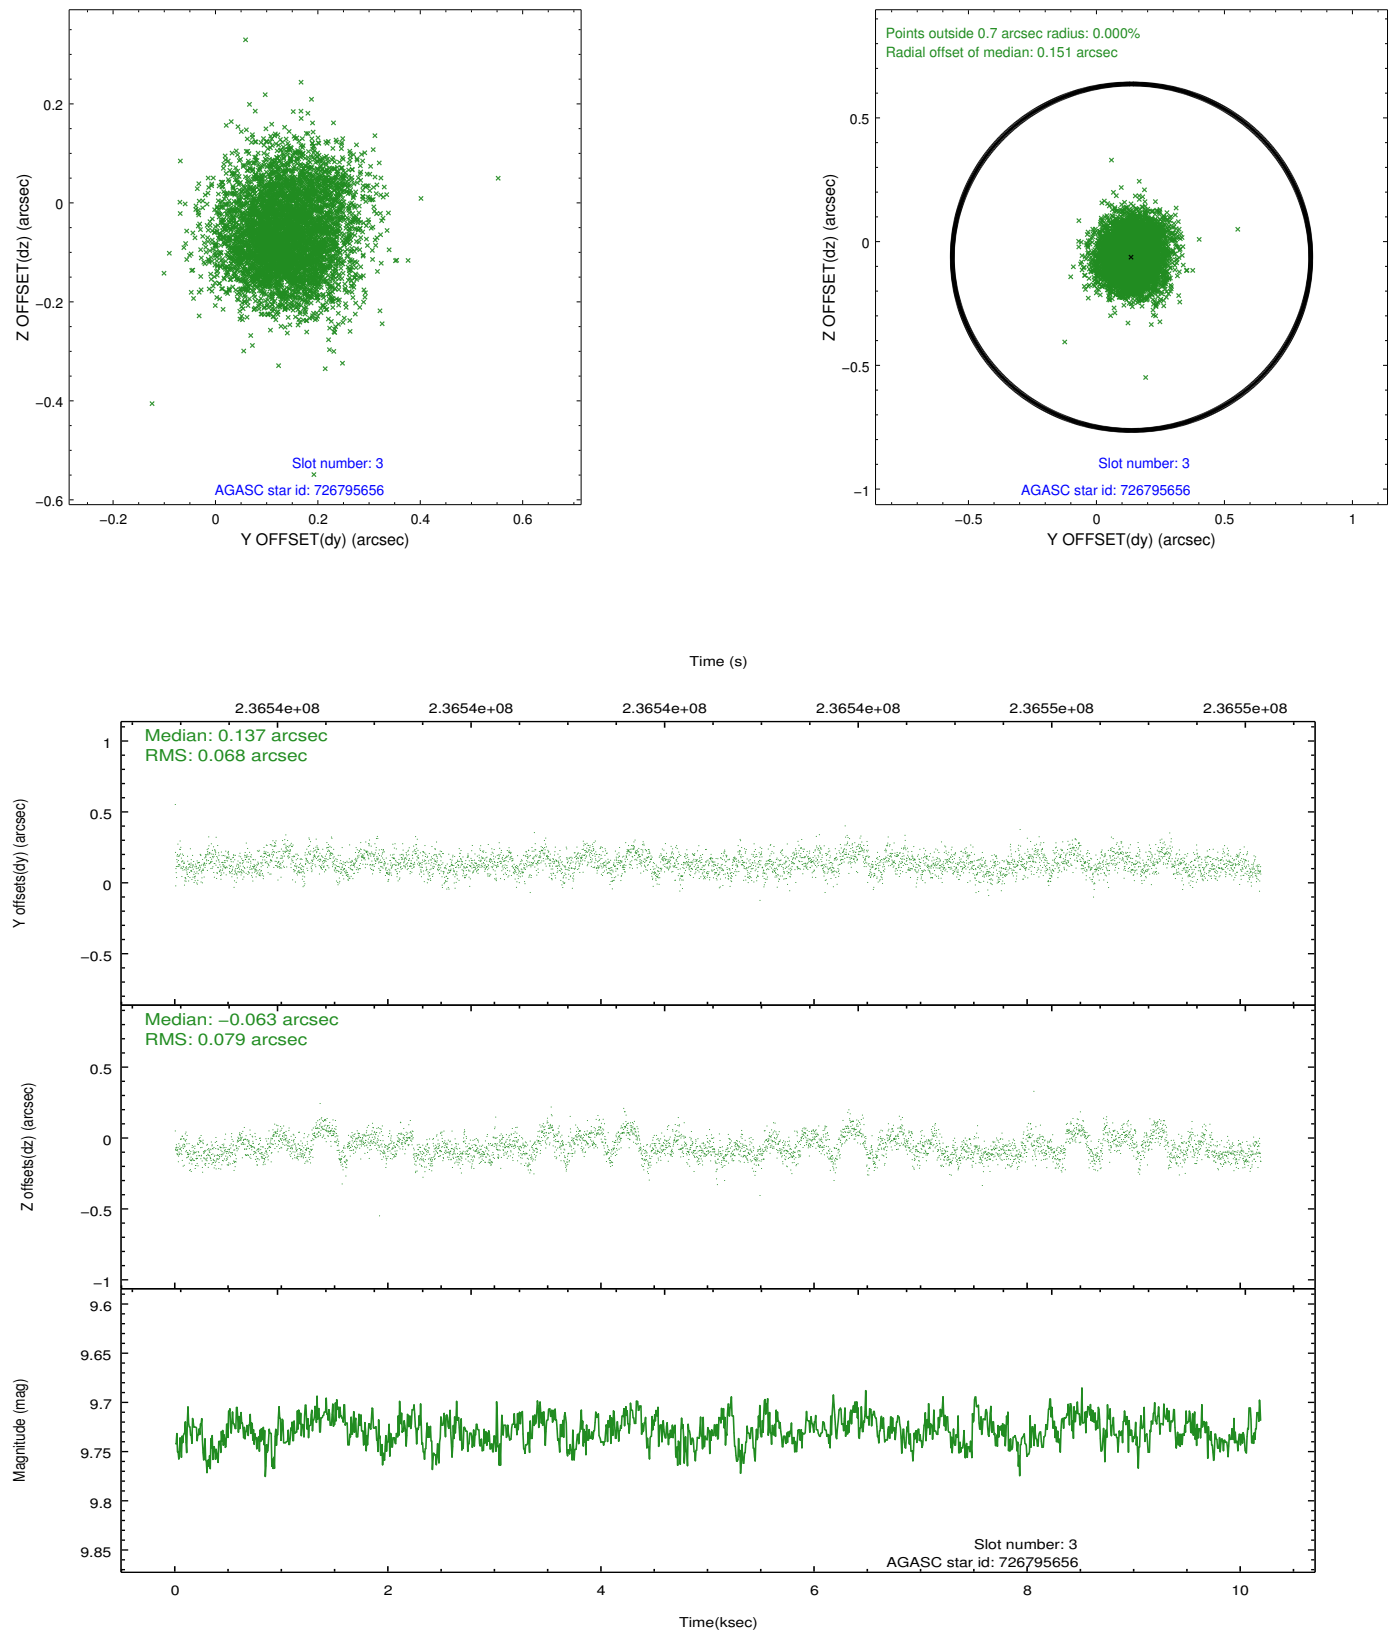 0.2
0
−0.2
−0.4
−0.6
Z OFFSET(dz) (arcsec)
Slot number: 3
AGASC star id: 726795656
−0.2 0 0.2 0.4 0.6
Y OFFSET(dy) (arcsec)
Points outside 0.7 arcsec radius: 0.000%
Radial offset of median: 0.151 arcsec
0.5
0
−0.5
−1
Z OFFSET(dz) (arcsec)
Slot number: 3
AGASC star id: 726795656
−0.5 0 0.5 1
Y OFFSET(dy) (arcsec)
Time (s)
2.3654e+08 2.3654e+08 2.3654e+08 2.3654e+08 2.3655e+08 2.3655e+08
Median: 0.137 arcsec
RMS: 0.068 arcsec
1
0.5
0
−0.5
Y offsets(dy) (arcsec)
Median: −0.063 arcsec
RMS: 0.079 arcsec
0.5
0
−0.5
−1
Z offsets(dz) (arcsec)
9.6
9.65
9.7
9.75
9.8
9.85
Magnitude (mag)
Slot number: 3
AGASC star id: 726795656
0 2 4 6 8 10
Time(ksec)